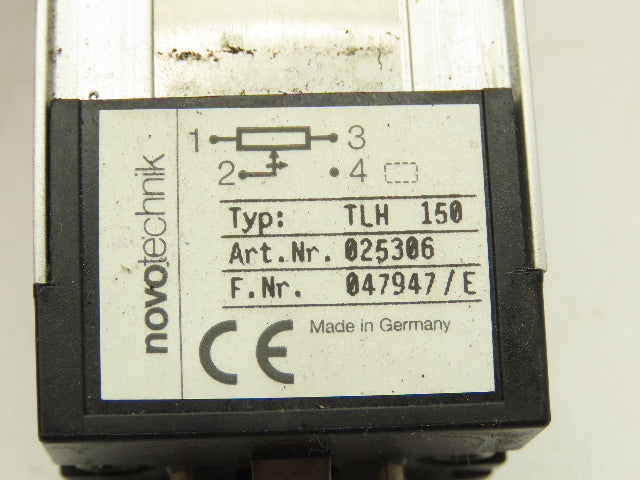 novotechnik
1 3
2 4
Typ: TLH 150
Art.Nr. 025306
F.Nr. 047947/E
CE Made in Germany